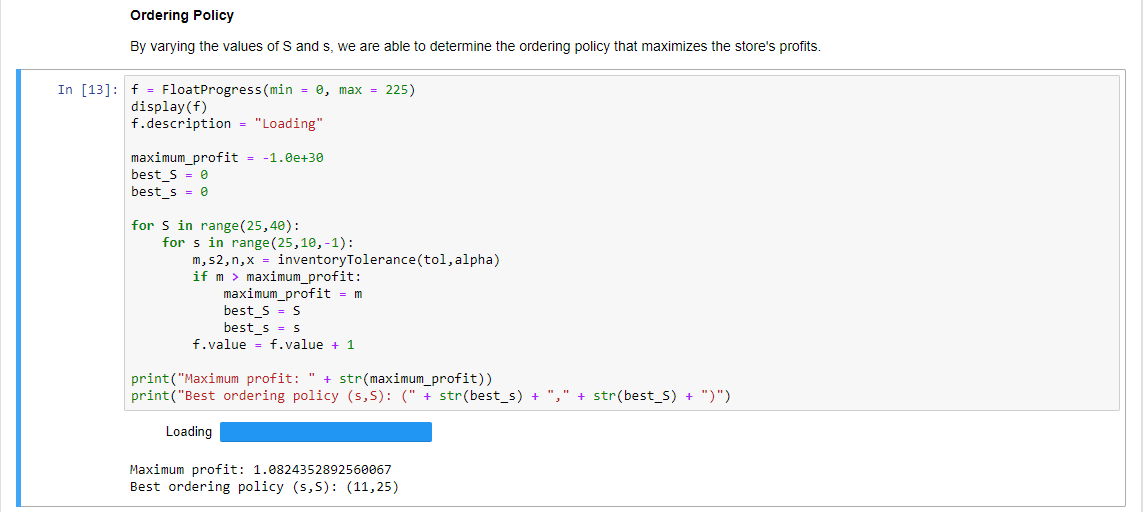 Ordering Policy
By varying the values of S and s, we are able to determine the ordering policy that maximizes the store's profits.
In [13]: f = FloatProgress(min = 0, max = 225)
display(f)
f.description = "Loading"

maximum_profit = -1.0e+30
best_S = 0
best_s = 0

for S in range(25,40):
    for s in range(25,10,-1):
        m,s2,n,x = inventoryTolerance(tol,alpha)
        if m > maximum_profit:
            maximum_profit = m
            best_S = S
            best_s = s
        f.value = f.value + 1

print("Maximum profit: " + str(maximum_profit))
print("Best ordering policy (s,S): (" + str(best_s) + "," + str(best_S) + ")")
Loading
Maximum profit: 1.0824352892560067
Best ordering policy (s,S): (11,25)